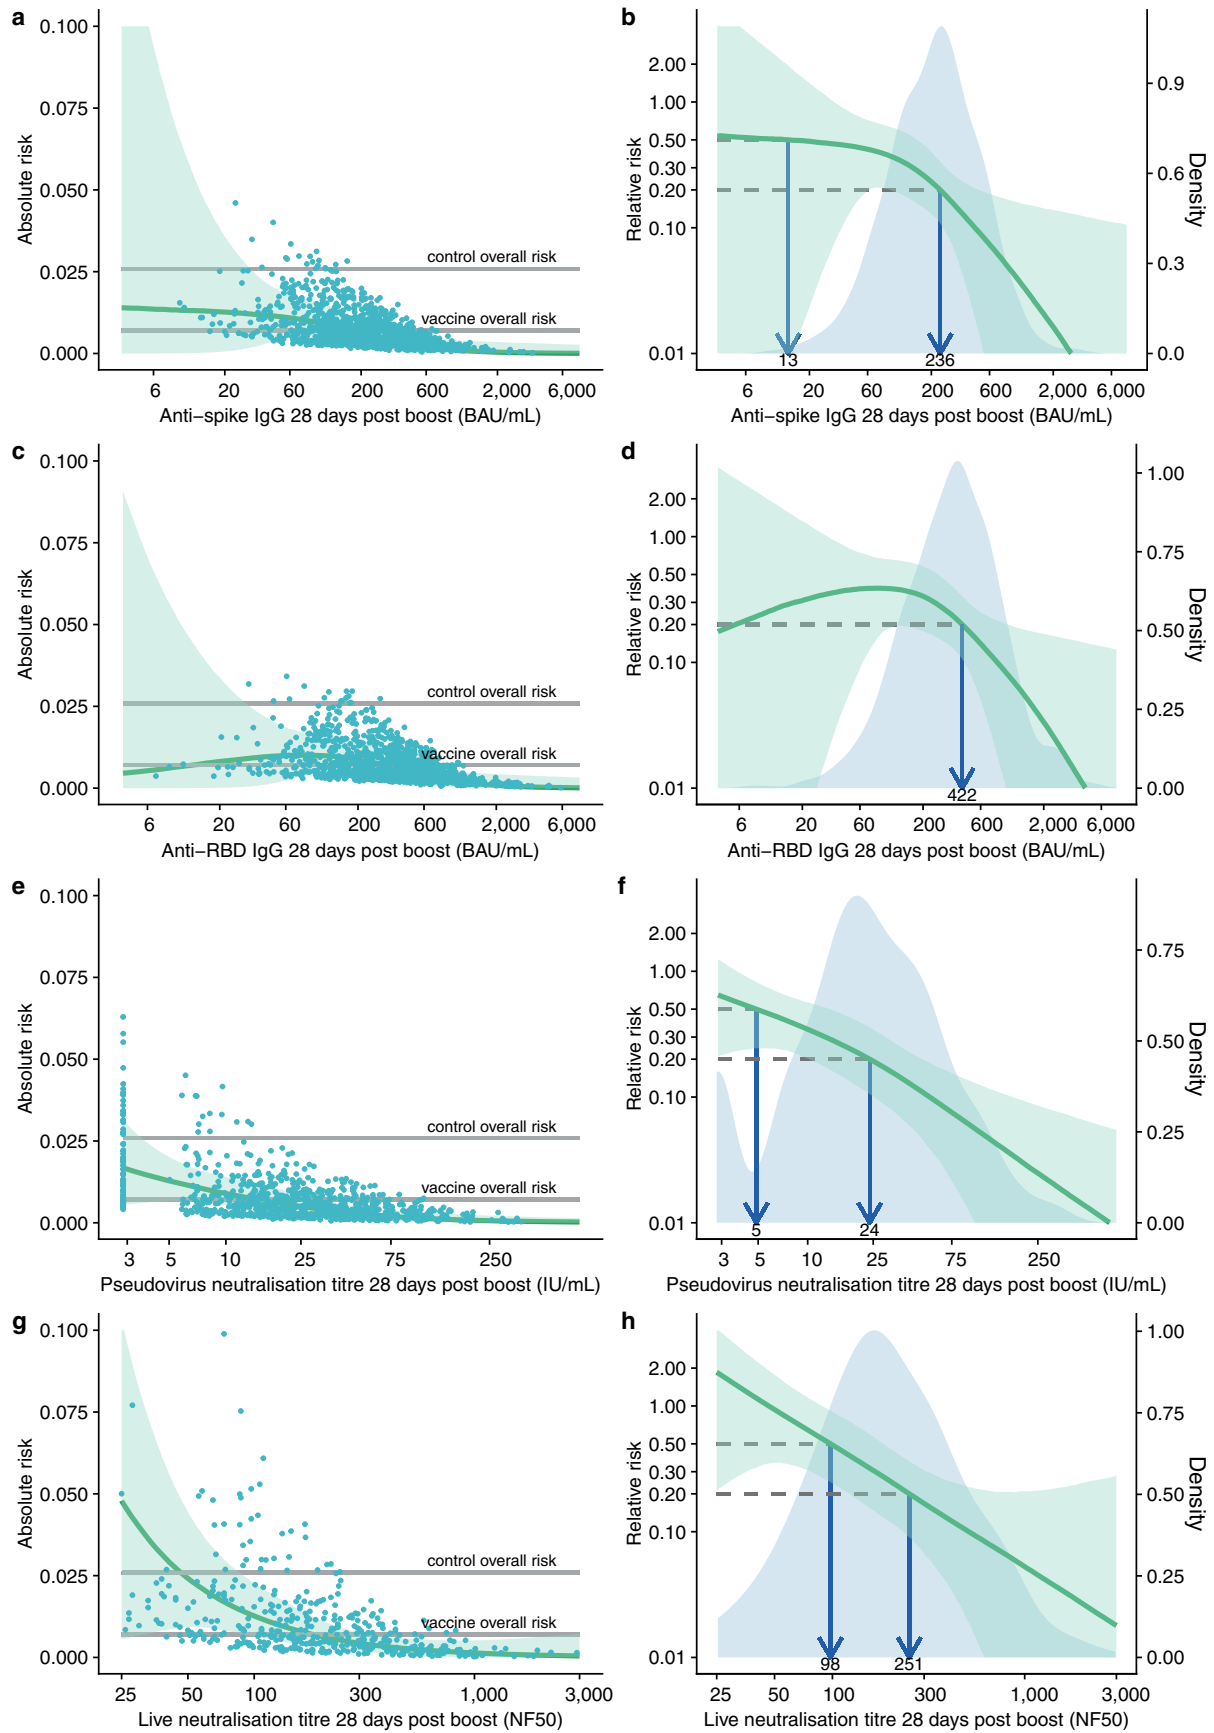 a
0.100
0.075
0.050
0.025
0.000
Absolute risk
control overall risk
vaccine overall risk
6 20 60 200 600 2,000 6,000
Anti−spike IgG 28 days post boost (BAU/mL)
b
2.00
1.00
0.50
0.30
0.20
0.10
0.01
Relative risk
0.9
0.6
0.3
0.0
Density
13 236
6 20 60 200 600 2,000 6,000
Anti−spike IgG 28 days post boost (BAU/mL)
c
0.100
0.075
0.050
0.025
0.000
Absolute risk
control overall risk
vaccine overall risk
6 20 60 200 600 2,000 6,000
Anti−RBD IgG 28 days post boost (BAU/mL)
d
2.00
1.00
0.50
0.30
0.20
0.10
0.01
Relative risk
1.00
0.75
0.50
0.25
0.00
Density
422
6 20 60 200 600 2,000 6,000
Anti−RBD IgG 28 days post boost (BAU/mL)
e
0.100
0.075
0.050
0.025
0.000
Absolute risk
control overall risk
vaccine overall risk
3 5 10 25 75 250
Pseudovirus neutralisation titre 28 days post boost (IU/mL)
f
2.00
1.00
0.50
0.30
0.20
0.10
0.01
Relative risk
0.75
0.50
0.25
0.00
Density
5 24
3 5 10 25 75 250
Pseudovirus neutralisation titre 28 days post boost (IU/mL)
g
0.100
0.075
0.050
0.025
0.000
Absolute risk
control overall risk
vaccine overall risk
25 50 100 300 1,000 3,000
Live neutralisation titre 28 days post boost (NF50)
h
2.00
1.00
0.50
0.30
0.20
0.10
0.01
Relative risk
1.00
0.75
0.50
0.25
0.00
Density
98 251
25 50 100 300 1,000 3,000
Live neutralisation titre 28 days post boost (NF50)